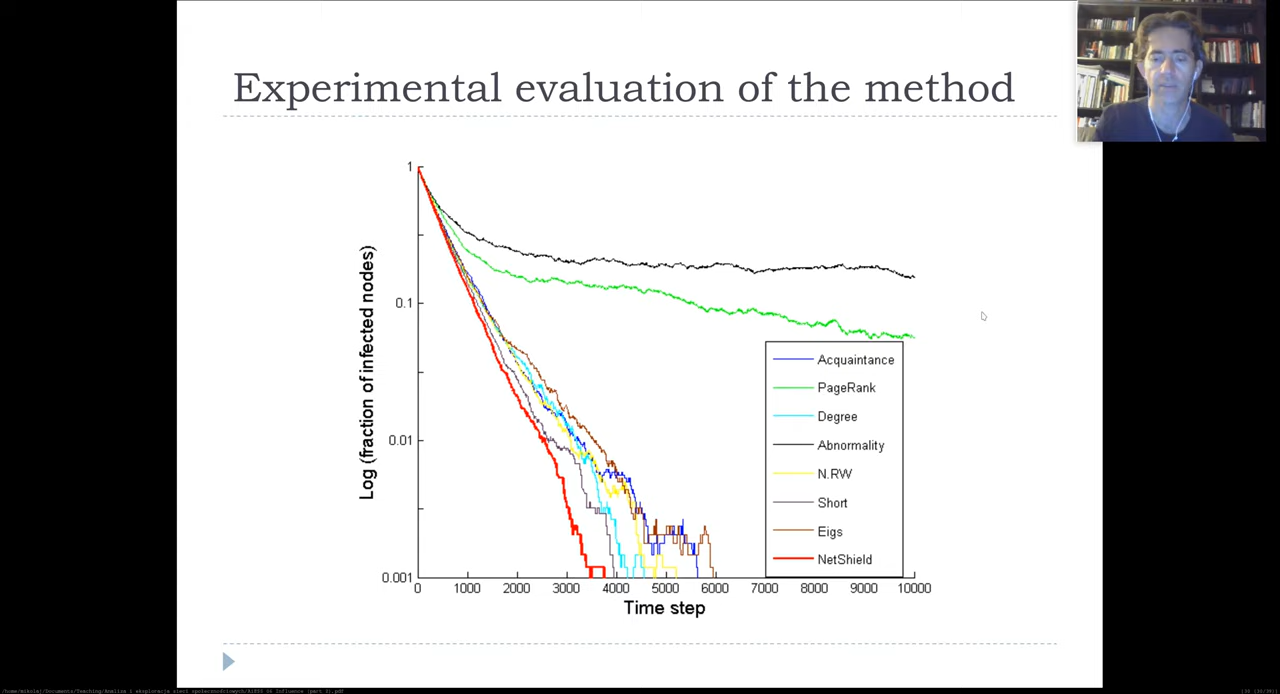 Experimental evaluation of the method
Log (fraction of infected nodes)
1
0.1
0.01
0.001
0 1000 2000 3000 4000 5000 6000 7000 8000 9000 10000
Time step
Acquaintance
PageRank
Degree
Abnormality
N.RW
Short
Eigs
NetShield